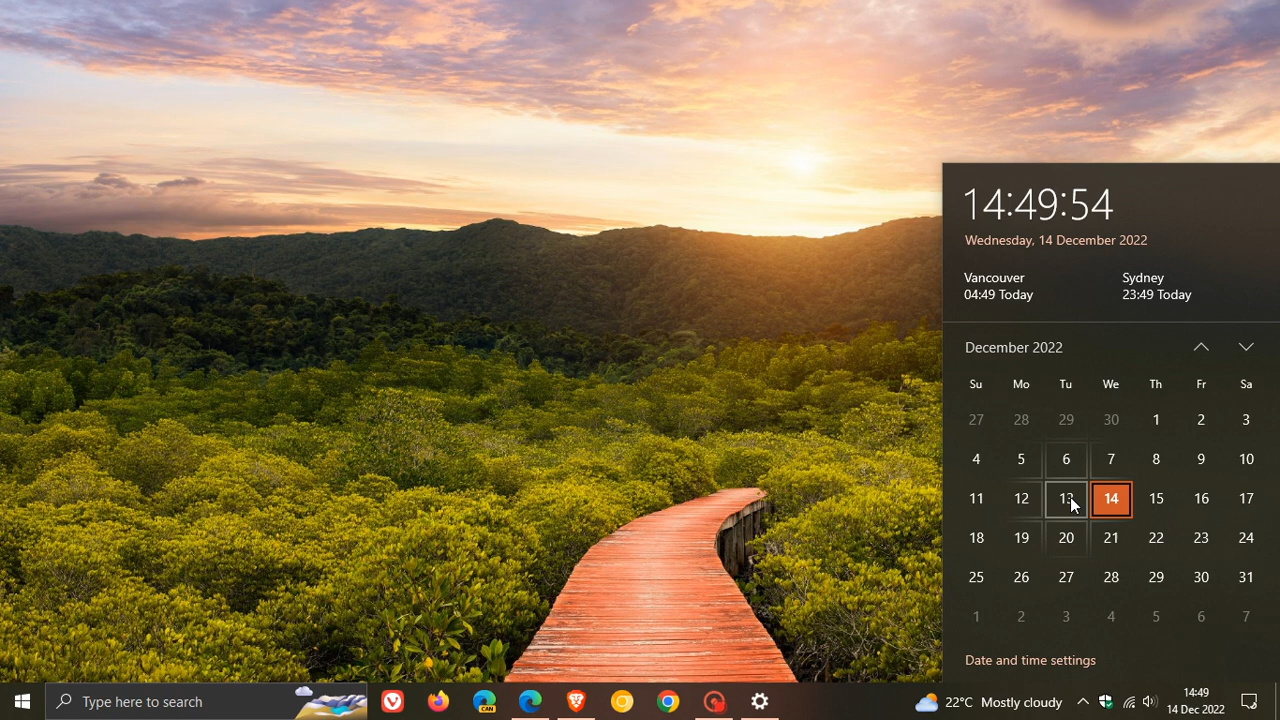 14:49:54
Wednesday, 14 December 2022
Vancouver
04:49 Today
Sydney
23:49 Today
December 2022
Su Mo Tu We Th Fr Sa
27 28 29 30 1 2 3
4 5 6 7 8 9 10
11 12 13 14 15 16 17
18 19 20 21 22 23 24
25 26 27 28 29 30 31
1 2 3 4 5 6 7
Date and time settings
Type here to search
CAN
22°C Mostly cloudy
14:49
14 Dec 2022